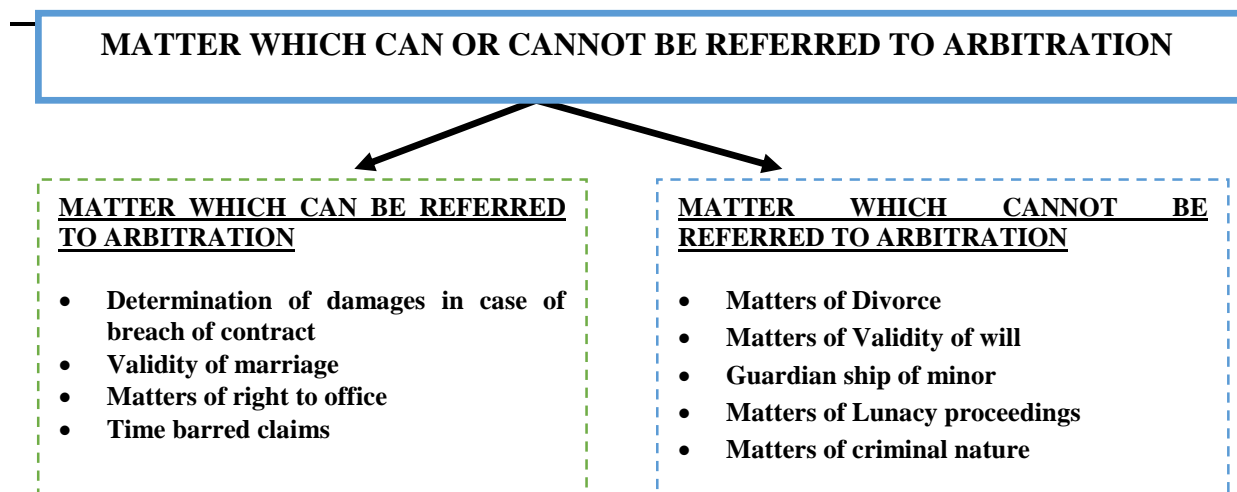 MATTER WHICH CAN OR CANNOT BE REFERRED TO ARBITRATION
MATTER WHICH CAN BE REFERRED
TO ARBITRATION
• Determination of damages in case of
breach of contract
• Validity of marriage
• Matters of right to office
• Time barred claims
MATTER WHICH CANNOT BE
REFERRED TO ARBITRATION
• Matters of Divorce
• Matters of Validity of will
• Guardian ship of minor
• Matters of Lunacy proceedings
• Matters of criminal nature